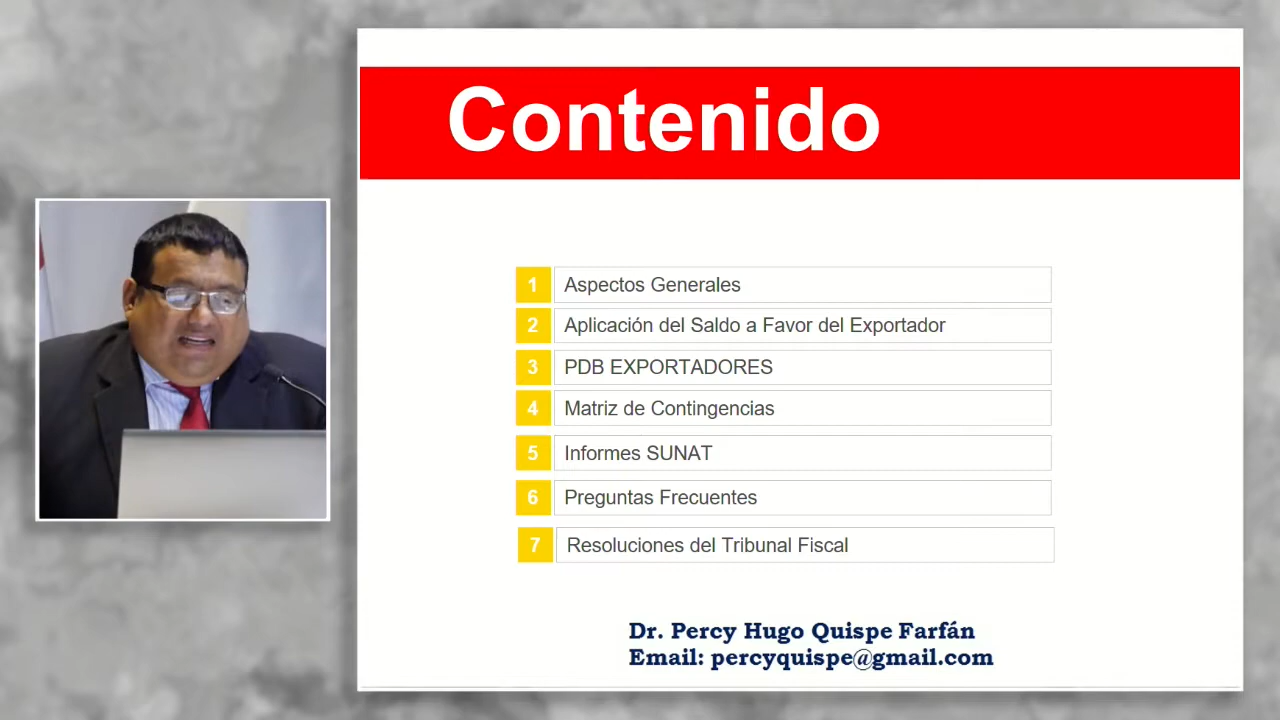 Contenido
1 Aspectos Generales
2 Aplicación del Saldo a Favor del Exportador
3 PDB EXPORTADORES
4 Matriz de Contingencias
5 Informes SUNAT
6 Preguntas Frecuentes
7 Resoluciones del Tribunal Fiscal
Dr. Percy Hugo Quispe Farfán
Email: percyquispe@gmail.com